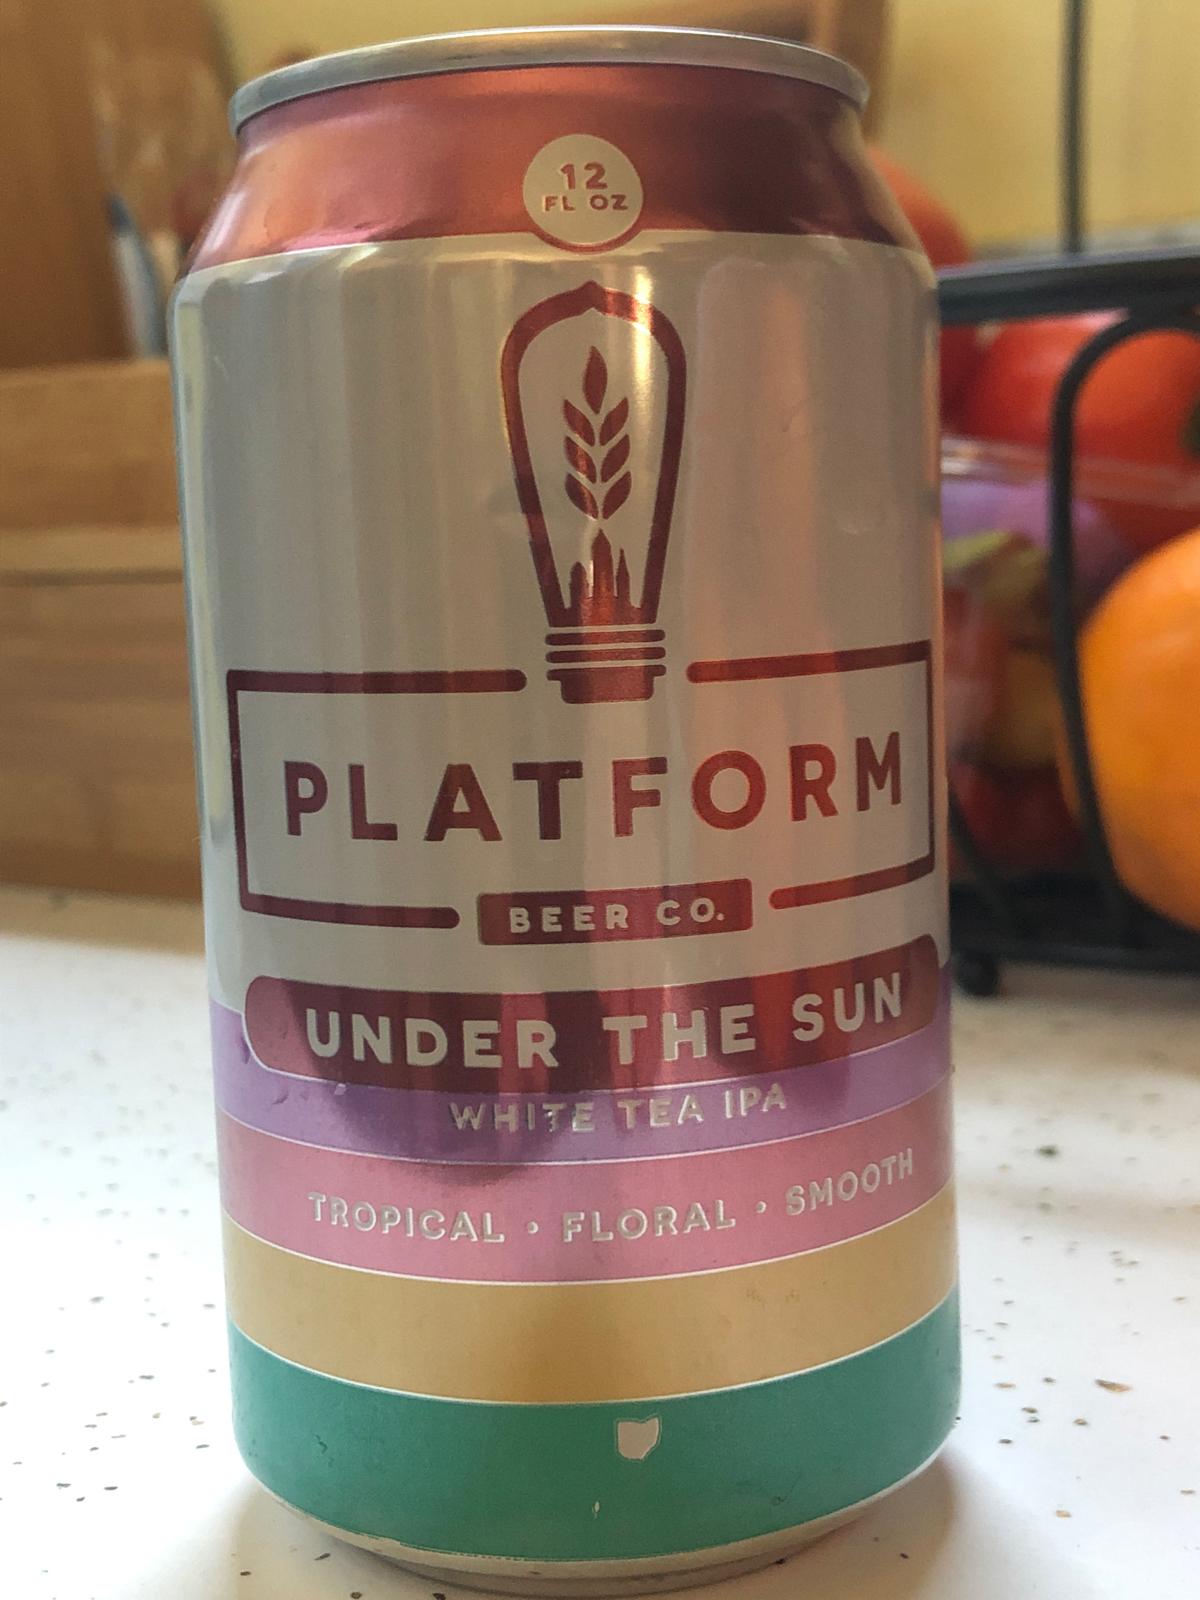 12
FL OZ
PLATFORM
BEER CO.
UNDER THE SUN
WHITE TEA IPA
TROPICAL • FLORAL • SMOOTH